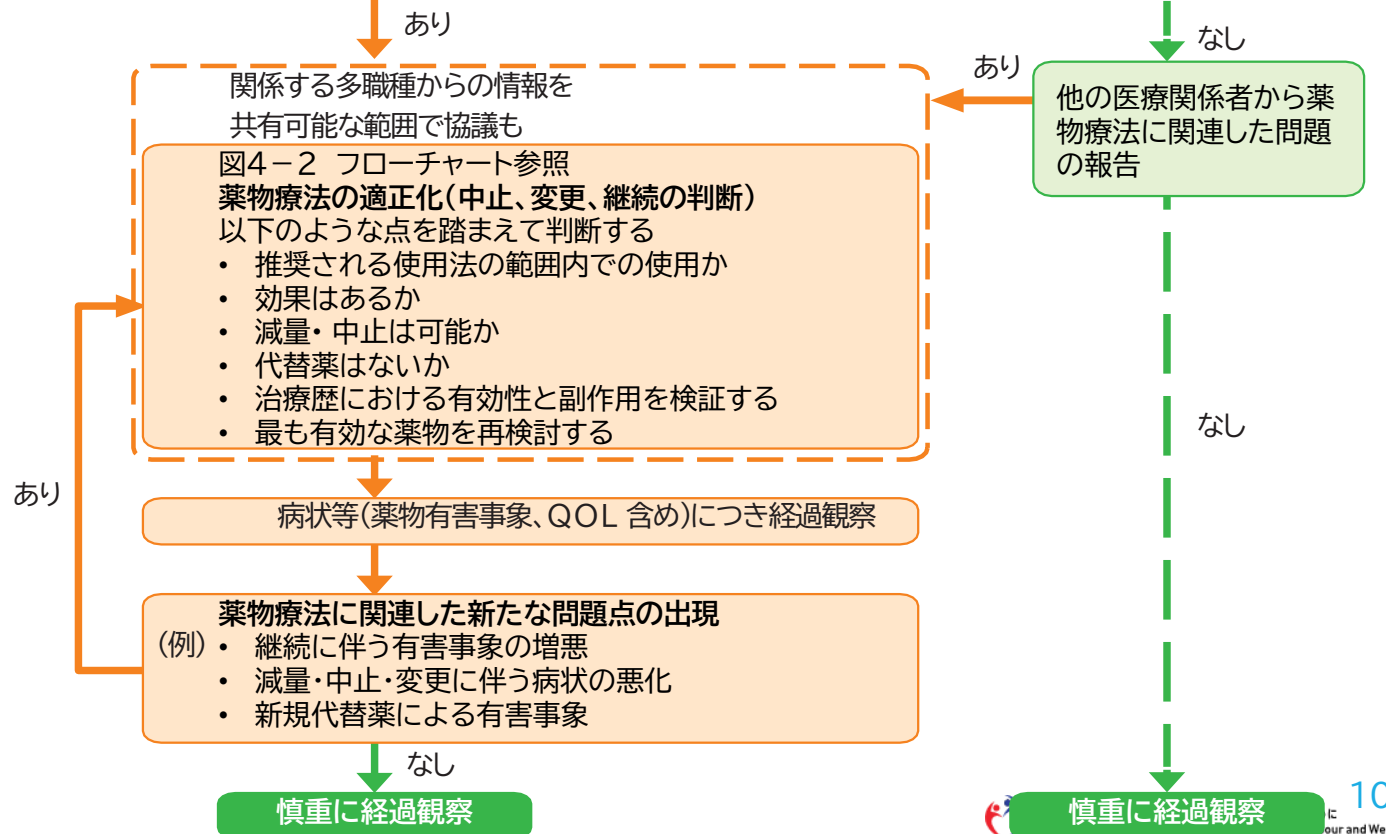 あり
なし
関係する多職種からの情報を
共有可能な範囲で協議も
あり
他の医療関係者から薬
物療法に関連した問題
の報告
図4-2 フローチャート参照
薬物療法の適正化(中止、変更、継続の判断)
以下のような点を踏まえて判断する
• 推奨される使用法の範囲内での使用か
• 効果はあるか
• 減量・中止は可能か
• 代替薬はないか
• 治療歴における有効性と副作用を検証する
• 最も有効な薬物を再検討する
なし
あり
病状等(薬物有害事象、QOL 含め)につき経過観察
薬物療法に関連した新たな問題点の出現
(例) • 継続に伴う有害事象の増悪
• 減量・中止・変更に伴う病状の悪化
• 新規代替薬による有害事象
なし
慎重に経過観察
慎重に経過観察
に
10
our and We